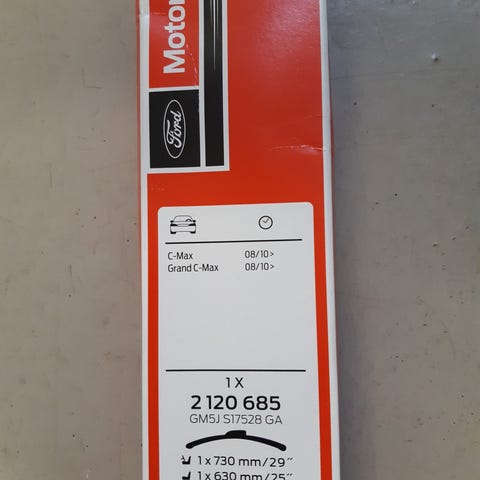 Motor
Ford
C-Max 08/10>
Grand C-Max 08/10>
1 X
2 120 685
GM5J S17528 GA
1 x 730 mm/29˝
1 x 630 mm/25˝